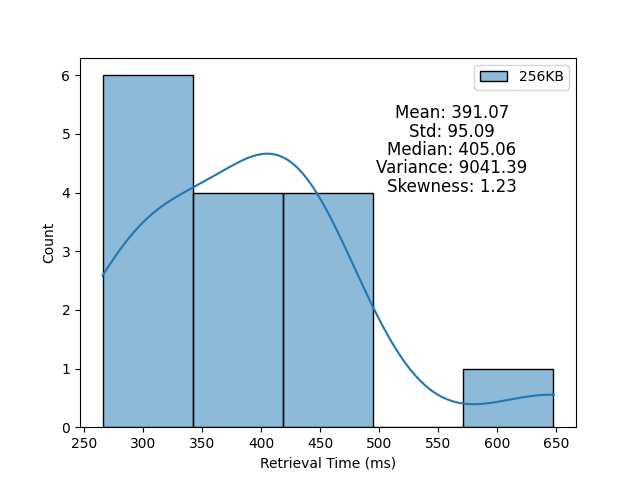 256KB
Mean: 391.07
Std: 95.09
Median: 405.06
Variance: 9041.39
Skewness: 1.23
6
5
4
3
2
1
0
Count
250 300 350 400 450 500 550 600 650
Retrieval Time (ms)